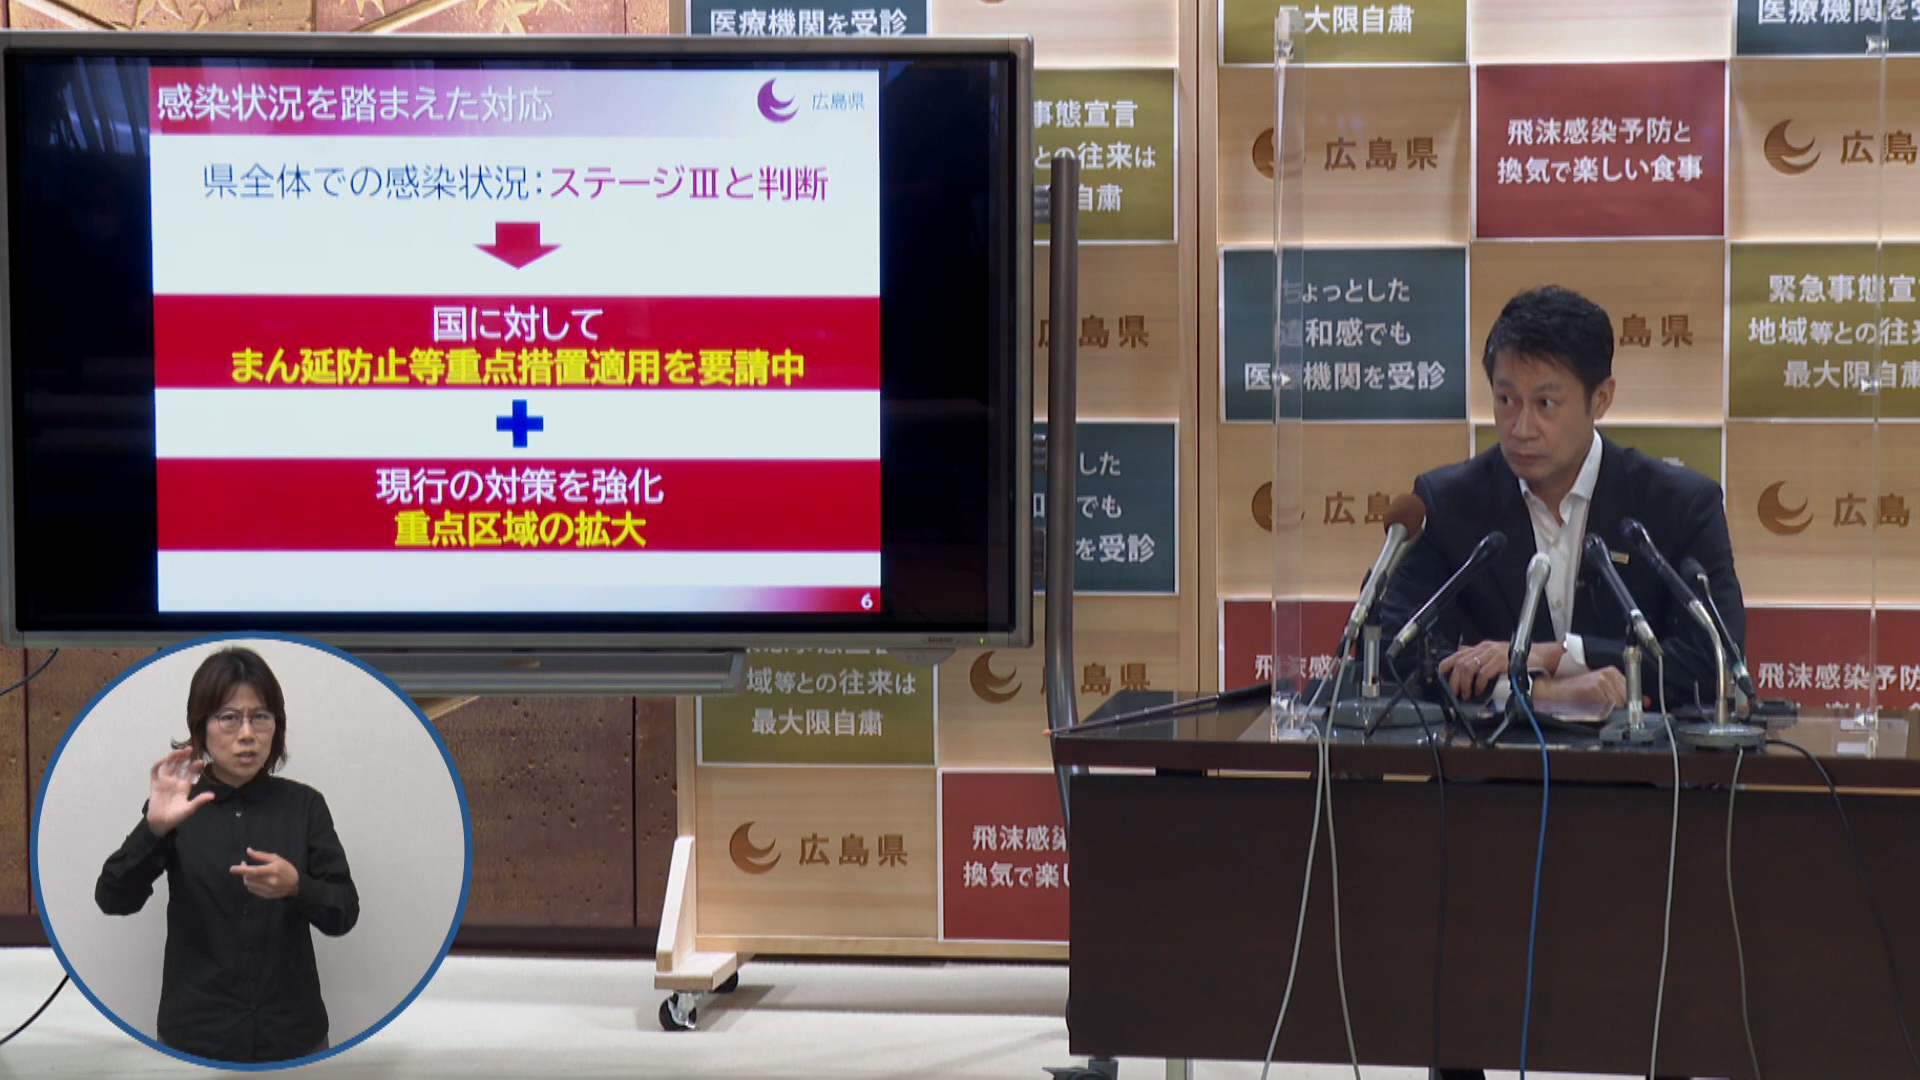 医療機関を受診
最大限自粛
医療機関を受
感染状況を踏まえた対応
広島県
県全体での感染状況：ステージⅢと判断
国に対して
まん延防止等重点措置適用を要請中
現行の対策を強化
重点区域の拡大
6
事態宣言
との往来は
自粛
広島県
飛沫感染予防と
換気で楽しい食事
広島
ちょっとした
違和感でも
医療機関を受診
広島県
島県
緊急事態宣
地域等との往来
最大限自粛
した
でも
を受診
広島
広島
飛沫感
飛沫感染予防
域等との往来は
最大限自粛
広島県
広島県
飛沫感染
換気で楽し